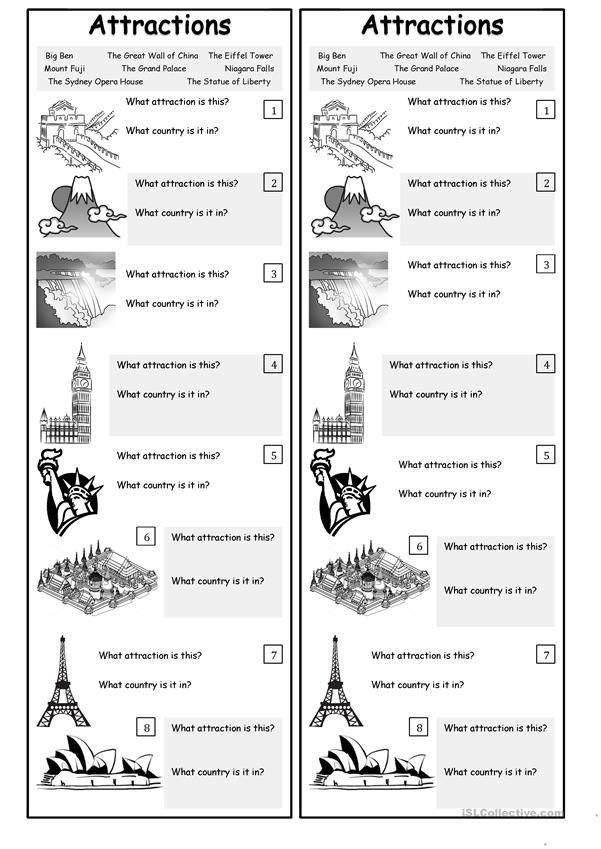 Attractions
Big Ben The Great Wall of China The Eiffel Tower
Mount Fuji The Grand Palace Niagara Falls
The Sydney Opera House The Statue of Liberty
What attraction is this? 1
What country is it in?
What attraction is this? 2
What country is it in?
What attraction is this? 3
What country is it in?
What attraction is this? 4
What country is it in?
What attraction is this? 5
What country is it in?
6 What attraction is this?
What country is it in?
What attraction is this? 7
What country is it in?
8 What attraction is this?
What country is it in?
Attractions
Big Ben The Great Wall of China The Eiffel Tower
Mount Fuji The Grand Palace Niagara Falls
The Sydney Opera House The Statue of Liberty
What attraction is this? 1
What country is it in?
What attraction is this? 2
What country is it in?
What attraction is this? 3
What country is it in?
What attraction is this? 4
What country is it in?
What attraction is this? 5
What country is it in?
6 What attraction is this?
What country is it in?
What attraction is this? 7
What country is it in?
8 What attraction is this?
What country is it in?
iSLCollective.com